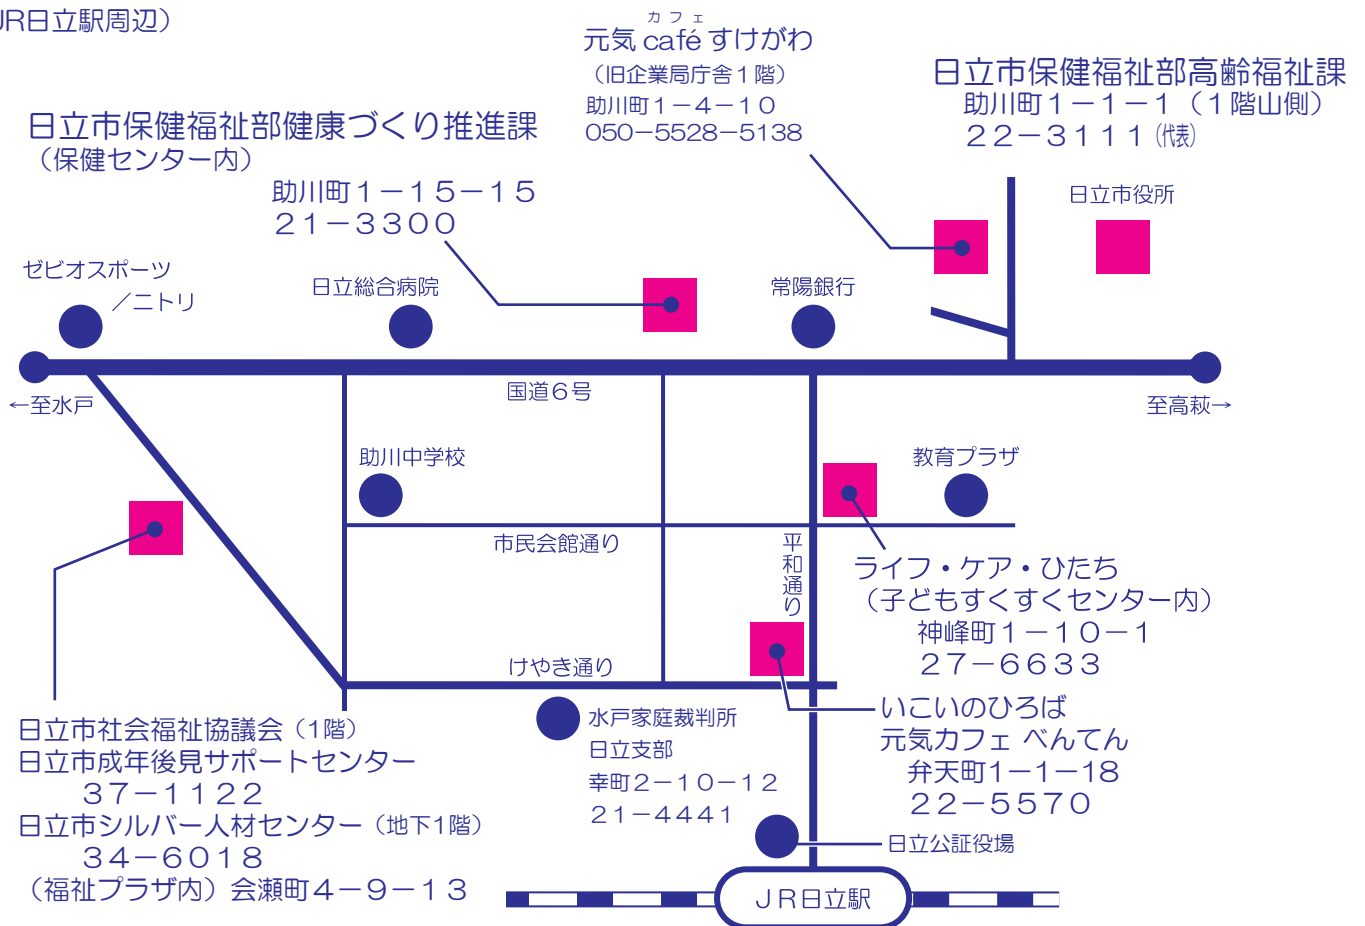 JR日立駅周辺）
カフェ
元気 café すけがわ
（旧企業局庁舎１階）
助川町１－４－１０
050－5528－5138
日立市保健福祉部高齢福祉課
助川町１－１－１（１階山側）
２２－３１１１（代表）
日立市保健福祉部健康づくり推進課
（保健センター内）
助川町１－１５－１５
２１－３３００
日立市役所
ゼビオスポーツ
／ニトリ
日立総合病院
常陽銀行
国道６号
←至水戸
至高萩→
助川中学校
教育プラザ
市民会館通り
平和通り
ライフ・ケア・ひたち
（子どもすくすくセンター内）
神峰町１－１０－１
２７－６６３３
けやき通り
いこいのひろば
元気カフェ べんてん
弁天町1－1－18
２２－５５７０
水戸家庭裁判所
日立支部
幸町２－１０－１２
２１－４４４１
日立市社会福祉協議会（1階）
日立市成年後見サポートセンター
３７－１１２２
日立市シルバー人材センター（地下1階）
３４－６０１８
（福祉プラザ内）会瀬町４－９－１３
日立公証役場
ＪＲ日立駅